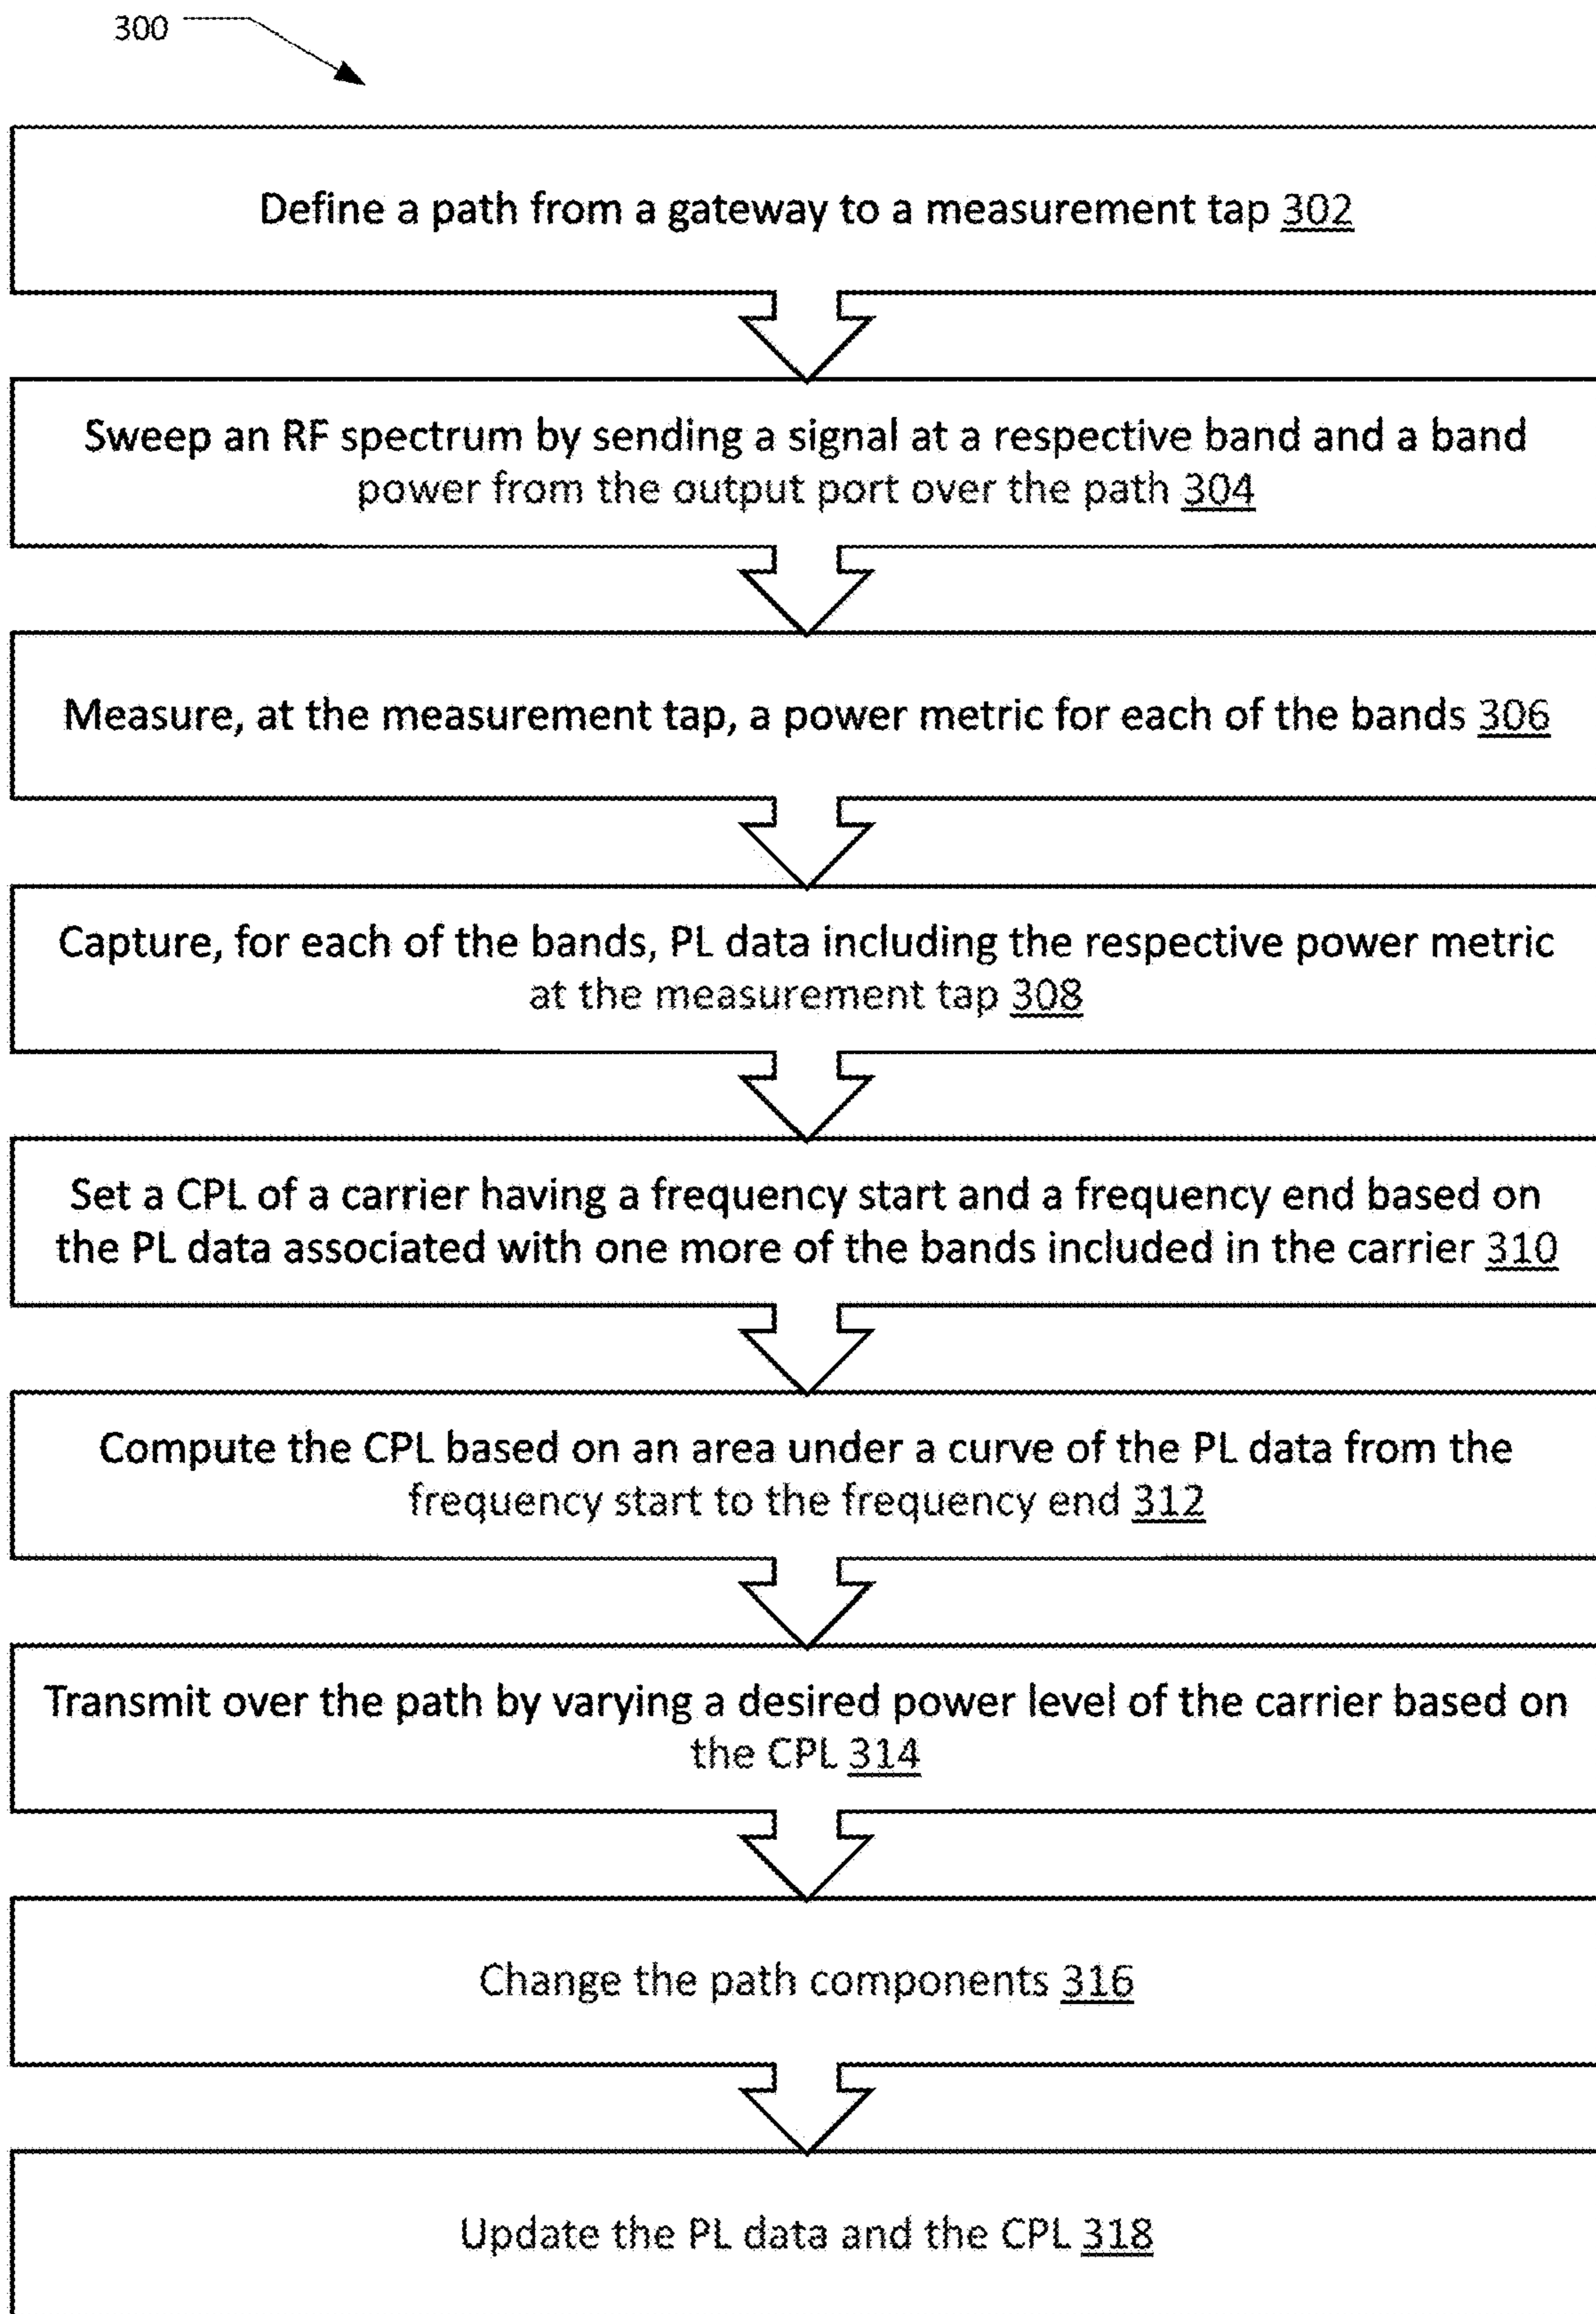 300
Define a path from a gateway to a measurement tap 302
Sweep an RF spectrum by sending a signal at a respective band and a band
power from the output port over the path 304
Measure, at the measurement tap, a power metric for each of the bands 306
Capture, for each of the bands, PL data including the respective power metric
at the measurement tap 308
Set a CPL of a carrier having a frequency start and a frequency end based on
the PL data associated with one more of the bands included in the carrier 310
Compute the CPL based on an area under a curve of the PL data from the
frequency start to the frequency end 312
Transmit over the path by varying a desired power level of the carrier based on
the CPL 314
Change the path components 316
Update the PL data and the CPL 318